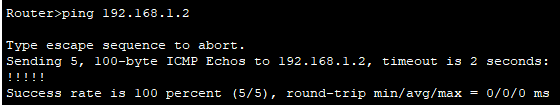 Router>ping 192.168.1.2
Type escape sequence to abort.
Sending 5, 100-byte ICMP Echos to 192.168.1.2, timeout is 2 seconds:
!!!!!
Success rate is 100 percent (5/5), round-trip min/avg/max = 0/0/0 ms